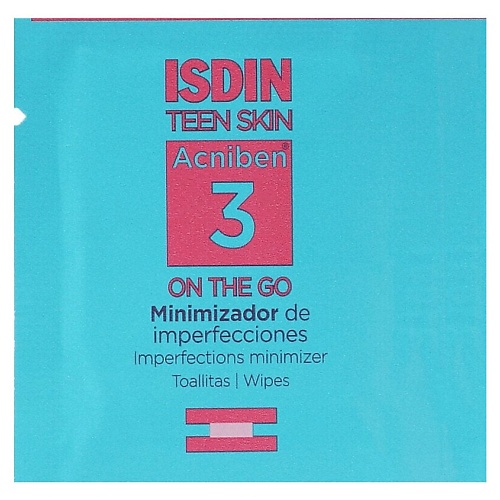 ISDIN
TEEN SKIN
Acniben®
3
ON THE GO
Minimizador de
imperfecciones
Imperfections minimizer
Toallitas | Wipes